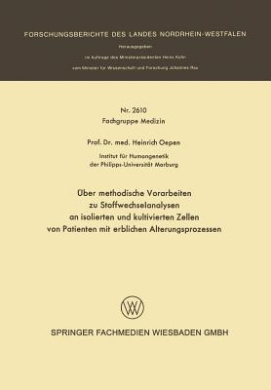 FORSCHUNGSBERICHTE DES LANDES NORDRHEIN-WESTFALEN
Herausgegeben
im Auftrage des Ministerpräsidenten Heinz Kühn
vom Minister für Wissenschaft und Forschung Johannes Rau
Nr. 2610
Fachgruppe Medizin
Prof. Dr. med. Heinrich Oepen
Institut für Humangenetik
der Philipps-Universität Marburg
Über methodische Vorarbeiten
zu Stoffwechselanalysen
an isolierten und kultivierten Zellen
von Patienten mit erblichen Alterungsprozessen
SPRINGER FACHMEDIEN WIESBADEN GMBH